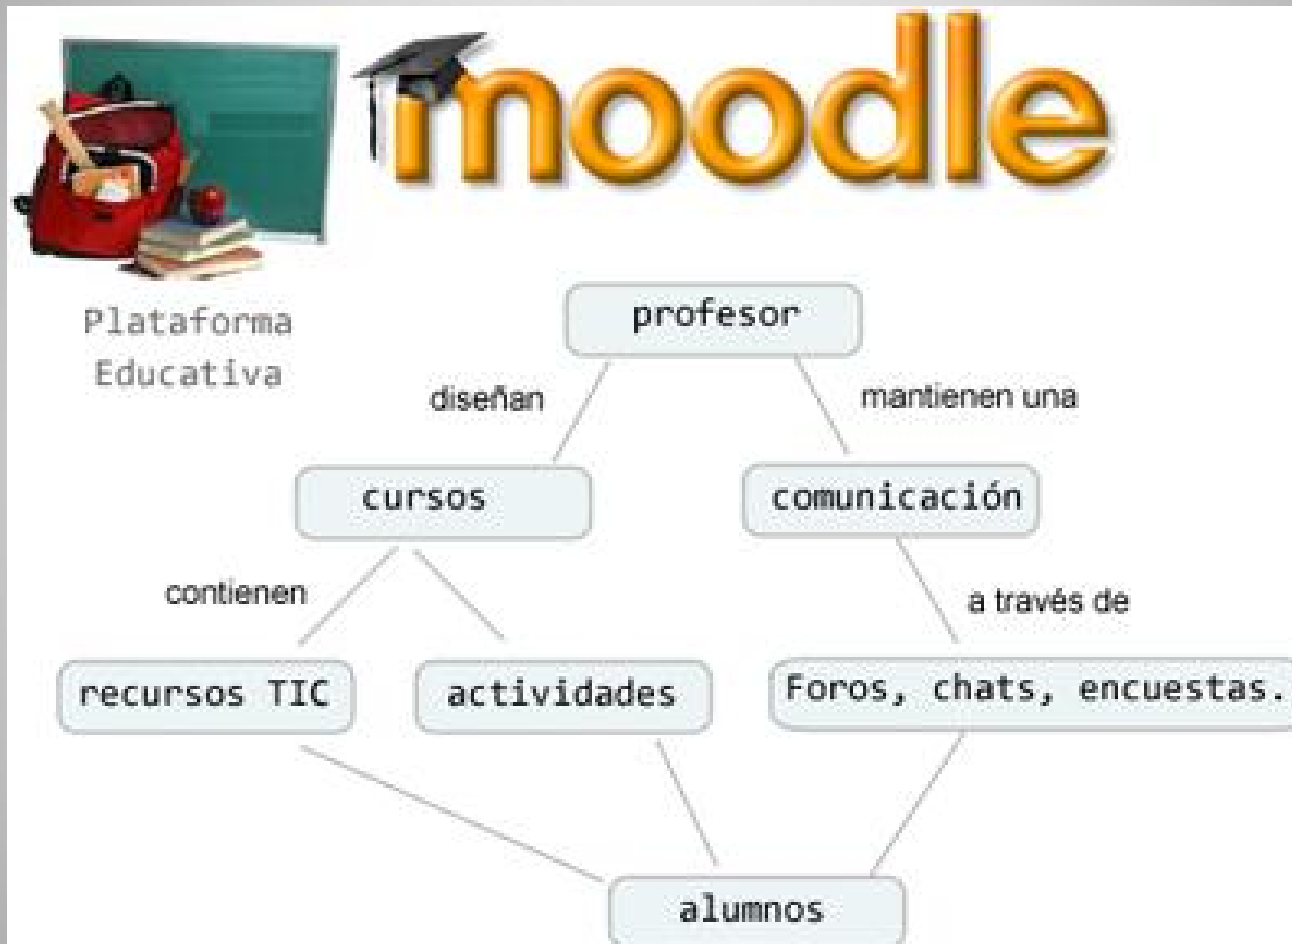 moodle
Plataforma
Educativa
profesor
diseñan
mantienen una
cursos
comunicación
contienen
a través de
recursos TIC
actividades
Foros, chats, encuestas.
alumnos